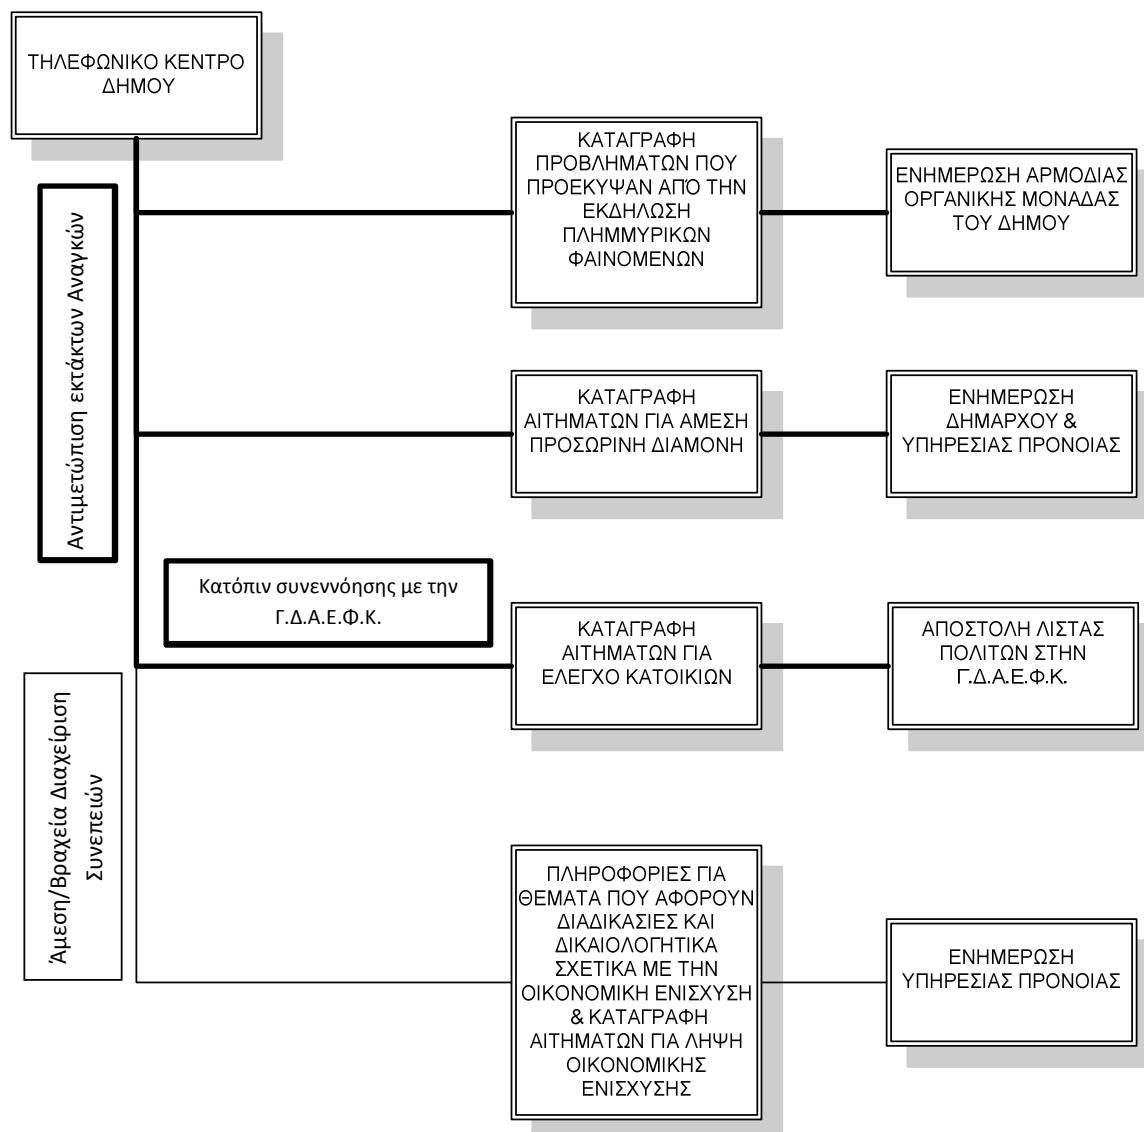 ΤΗΛΕΦΩΝΙΚΟ ΚΕΝΤΡΟ
ΔΗΜΟΥ
Αντιμετώπιση εκτάκτων Αναγκών
ΚΑΤΑΓΡΑΦΗ
ΠΡΟΒΛΗΜΑΤΩΝ ΠΟΥ
ΠΡΟΕΚΥΨΑΝ ΑΠΌ ΤΗΝ
ΕΚΔΗΛΩΣΗ
ΠΛΗΜΜΥΡΙΚΩΝ
ΦΑΙΝΟΜΕΝΩΝ
ΕΝΗΜΕΡΩΣΗ ΑΡΜΟΔΙΑΣ
ΟΡΓΑΝΙΚΗΣ ΜΟΝΑΔΑΣ
ΤΟΥ ΔΗΜΟΥ
ΚΑΤΑΓΡΑΦΗ
ΑΙΤΗΜΑΤΩΝ ΓΙΑ ΑΜΕΣΗ
ΠΡΟΣΩΡΙΝΗ ΔΙΑΜΟΝΗ
ΕΝΗΜΕΡΩΣΗ
ΔΗΜΑΡΧΟΥ &
ΥΠΗΡΕΣΙΑΣ ΠΡΟΝΟΙΑΣ
Κατόπιν συνεννόησης με την
Γ.Δ.Α.Ε.Φ.Κ.
ΚΑΤΑΓΡΑΦΗ
ΑΙΤΗΜΑΤΩΝ ΓΙΑ
ΕΛΕΓΧΟ ΚΑΤΟΙΚΙΩΝ
ΑΠΟΣΤΟΛΗ ΛΙΣΤΑΣ
ΠΟΛΙΤΩΝ ΣΤΗΝ
Γ.Δ.Α.Ε.Φ.Κ.
Άμεση/Βραχεία Διαχείριση
Συνεπειών
ΠΛΗΡΟΦΟΡΙΕΣ ΓΙΑ
ΘΕΜΑΤΑ ΠΟΥ ΑΦΟΡΟΥΝ
ΔΙΑΔΙΚΑΣΙΕΣ ΚΑΙ
ΔΙΚΑΙΟΛΟΓΗΤΙΚΑ
ΣΧΕΤΙΚΑ ΜΕ ΤΗΝ
ΟΙΚΟΝΟΜΙΚΗ ΕΝΙΣΧΥΣΗ
& ΚΑΤΑΓΡΑΦΗ
ΑΙΤΗΜΑΤΩΝ ΓΙΑ ΛΗΨΗ
ΟΙΚΟΝΟΜΙΚΗΣ
ΕΝΙΣΧΥΣΗΣ
ΕΝΗΜΕΡΩΣΗ
ΥΠΗΡΕΣΙΑΣ ΠΡΟΝΟΙΑΣ